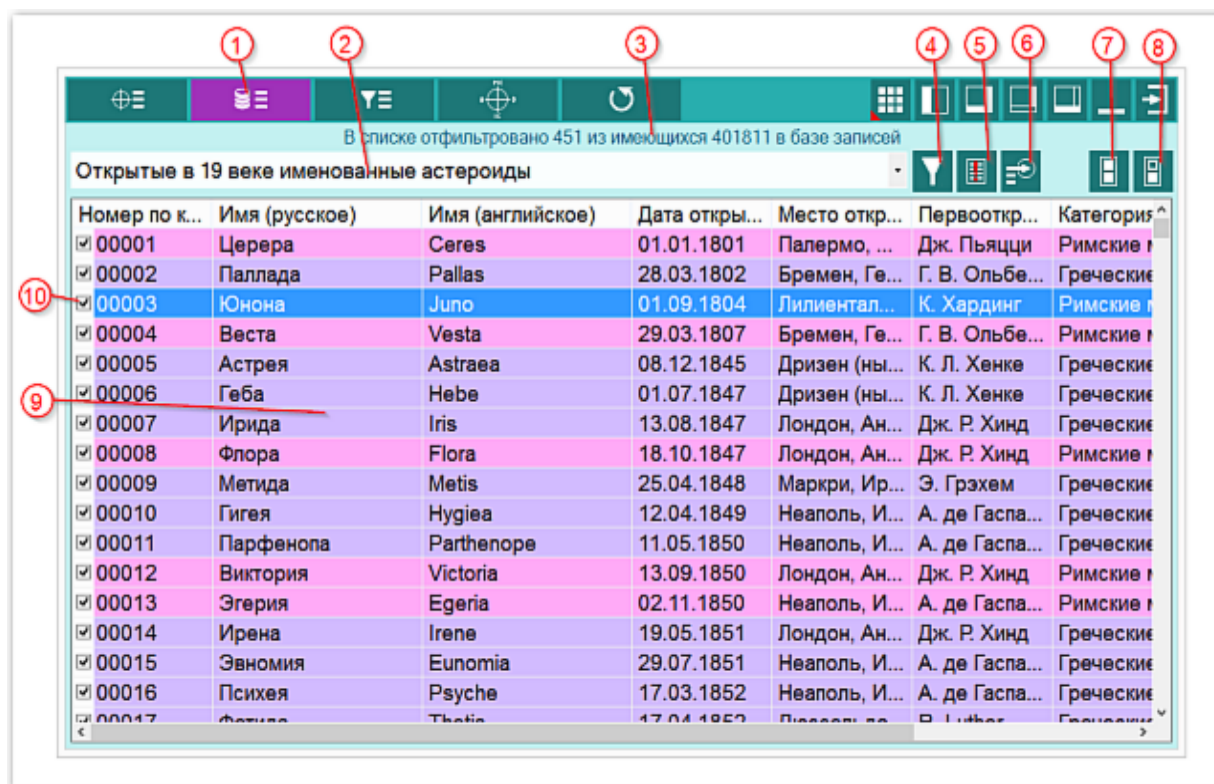 1 2 3 4 5 6 7 8
В списке отфильтровано 451 из имеющихся 401811 в базе записей
Открытые в 19 веке именованные астероиды
Номер по к... Имя (русское) Имя (английское) Дата откры... Место откр... Первооткр... Категория
00001 Церера Ceres 01.01.1801 Палермо, ... Дж. Пьяцци Римские
00002 Паллада Pallas 28.03.1802 Бремен, Ге... Г. В. Ольбе... Греческие
10 00003 Юнона Juno 01.09.1804 Лилиентал... К. Хардинг Римские
00004 Веста Vesta 29.03.1807 Бремен, Ге... Г. В. Ольбе... Римские
00005 Астрея Astraea 08.12.1845 Дризен (ны... К. Л. Хенке Греческие
00006 Геба Hebe 01.07.1847 Дризен (ны... К. Л. Хенке Греческие
9
00007 Ирида Iris 13.08.1847 Лондон, Ан... Дж. Р. Хинд Греческие
00008 Флора Flora 18.10.1847 Лондон, Ан... Дж. Р. Хинд Римские
00009 Метида Metis 25.04.1848 Маркри, Ир... Э. Грэхем Греческие
00010 Гигея Hygiea 12.04.1849 Неаполь, И... А. де Гаспа... Греческие
00011 Парфенопа Parthenope 11.05.1850 Неаполь, И... А. де Гаспа... Греческие
00012 Виктория Victoria 13.09.1850 Лондон, Ан... Дж. Р. Хинд Римские
00013 Эгерия Egeria 02.11.1850 Неаполь, И... А. де Гаспа... Римские
00014 Ирена Irene 19.05.1851 Лондон, Ан... Дж. Р. Хинд Греческие
00015 Эвномия Eunomia 29.07.1851 Неаполь, И... А. де Гаспа... Греческие
00016 Психея Psyche 17.03.1852 Неаполь, И... А. де Гаспа... Греческие
00017 Фетида Thetis 17.04.1852 R. Luther